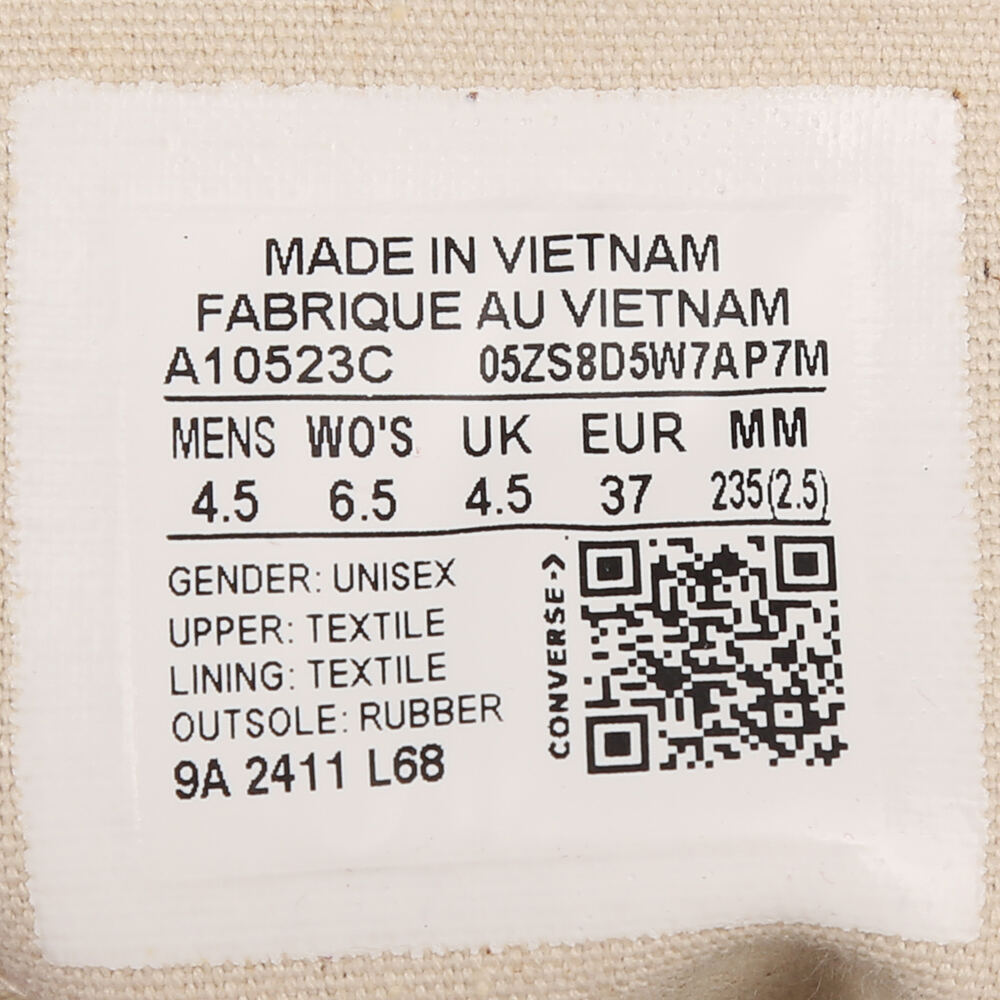 MADE IN VIETNAM
FABRIQUE AU VIETNAM
A10523C 05ZS8D5W7AP7M
MENS WO'S UK EUR MM
4.5 6.5 4.5 37 235(2.5)
GENDER: UNISEX
UPPER: TEXTILE
LINING: TEXTILE
OUTSOLE: RUBBER
9A 2411 L68
CONVERSE->